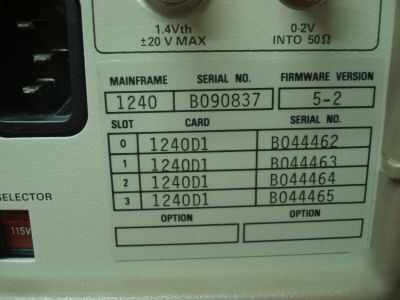 1.4Vth
±20 V MAX
0-2V
INTO 50Ω
MAINFRAME SERIAL NO. FIRMWARE VERSION
1240 B090837 5-2
SLOT CARD SERIAL NO.
0 1240D1 B044462
1 1240D1 B044463
2 1240D1 B044464
3 1240D1 B044465
OPTION OPTION
SELECTOR
115V